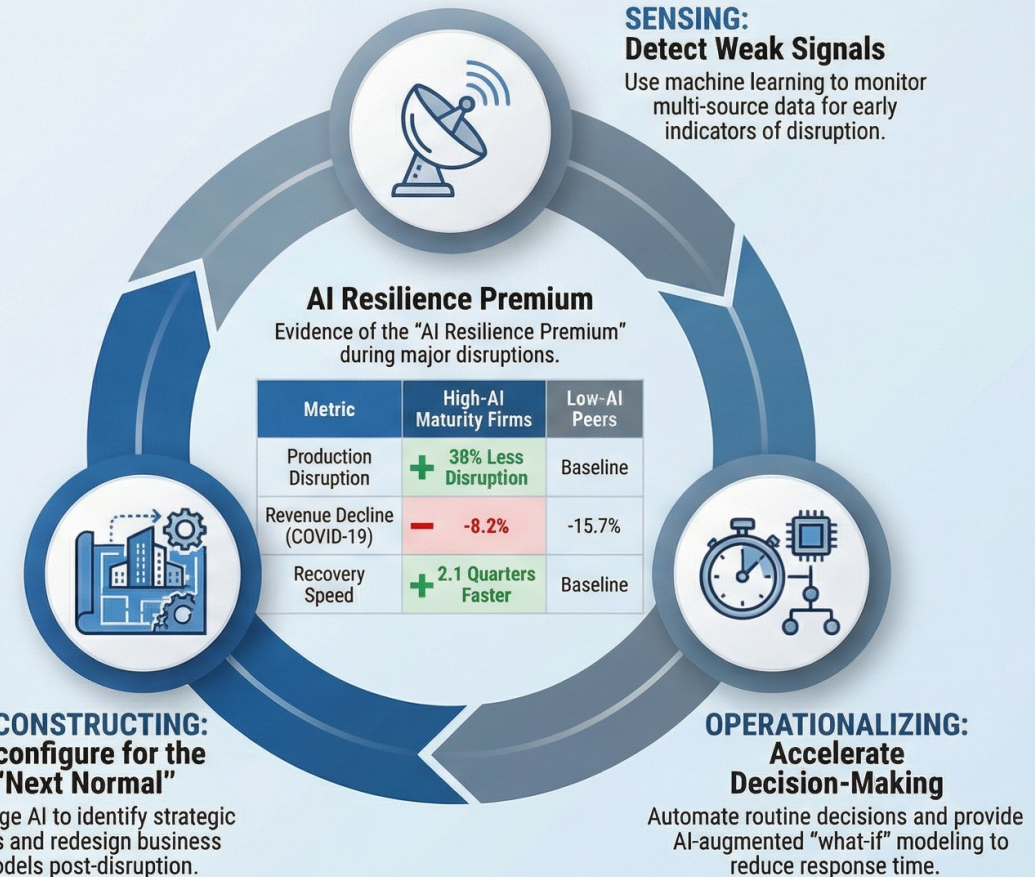 SENSING:
Detect Weak Signals
Use machine learning to monitor
multi-source data for early
indicators of disruption.
AI Resilience Premium
Evidence of the “AI Resilience Premium”
during major disruptions.
Metric
High-AI
Maturity Firms
Low-AI
Peers
Production
Disruption
+ 38% Less
Disruption
Baseline
Revenue Decline
(COVID-19)
− -8.2%
-15.7%
Recovery
Speed
+ 2.1 Quarters
Faster
Baseline
CONSTRUCTING:
configure for the
“Next Normal”
ge AI to identify strategic
s and redesign business
odels post-disruption.
OPERATIONALIZING:
Accelerate
Decision-Making
Automate routine decisions and provide
AI-augmented “what-if” modeling to
reduce response time.